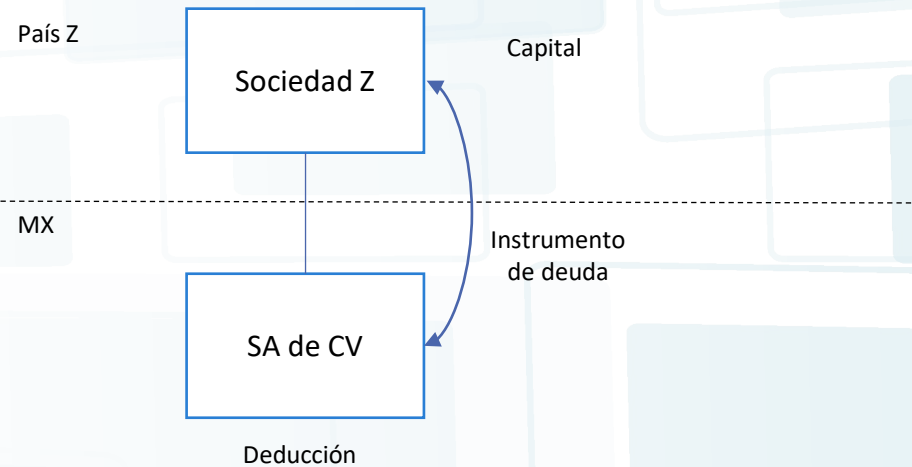 País Z
Capital
Sociedad Z
MX
Instrumento
de deuda
SA de CV
Deducción